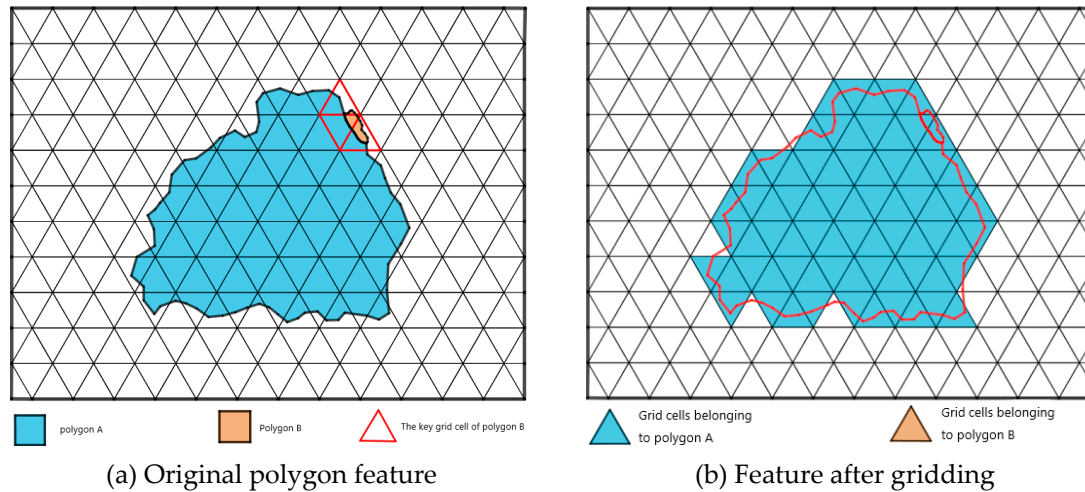 polygon A
Polygon B
The key grid cell of polygon B
Grid cells belonging
to polygon A
Grid cells belonging
to polygon B
(a) Original polygon feature
(b) Feature after gridding